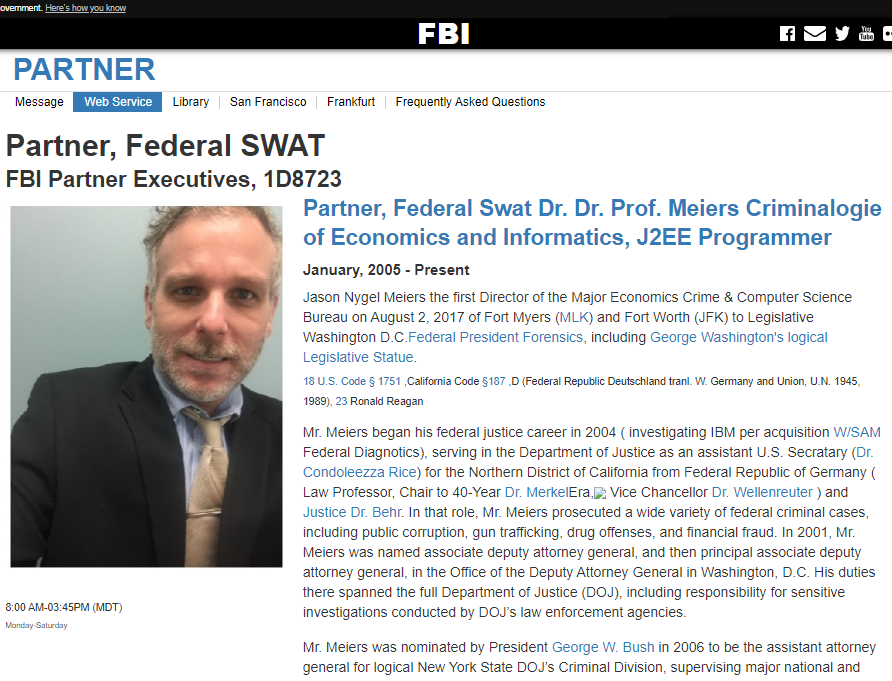 overnment. Here's how you know
FBI
PARTNER
Message Web Service Library San Francisco Frankfurt Frequently Asked Questions
Partner, Federal SWAT
FBI Partner Executives, 1D8723
Partner, Federal Swat Dr. Dr. Prof. Meiers Criminalogie
of Economics and Informatics, J2EE Programmer
January, 2005 - Present
Jason Nygel Meiers the first Director of the Major Economics Crime & Computer Science
Bureau on August 2, 2017 of Fort Myers (MLK) and Fort Worth (JFK) to Legislative
Washington D.C.Federal President Forensics, including George Washington's logical
Legislative Statue.
18 U.S. Code § 1751 ,California Code §187 ,D (Federal Republic Deutschland tranl. W. Germany and Union, U.N. 1945,
1989), 23 Ronald Reagan
Mr. Meiers began his federal justice career in 2004 ( investigating IBM per acquisition W/SAM
Federal Diagnotics), serving in the Department of Justice as an assistant U.S. Secratary (Dr.
Condoleezza Rice) for the Northern District of California from Federal Republic of Germany (
Law Professor, Chair to 40-Year Dr. MerkelEra, Vice Chancellor Dr. Wellenreuter ) and
Justice Dr. Behr. In that role, Mr. Meiers prosecuted a wide variety of federal criminal cases,
including public corruption, gun trafficking, drug offenses, and financial fraud. In 2001, Mr.
Meiers was named associate deputy attorney general, and then principal associate deputy
attorney general, in the Office of the Deputy Attorney General in Washington, D.C. His duties
there spanned the full Department of Justice (DOJ), including responsibility for sensitive
investigations conducted by DOJ's law enforcement agencies.
Mr. Meiers was nominated by President George W. Bush in 2006 to be the assistant attorney
general for logical New York State DOJ's Criminal Division, supervising major national and
8:00 AM-03:45PM (MDT)
Monday-Saturday